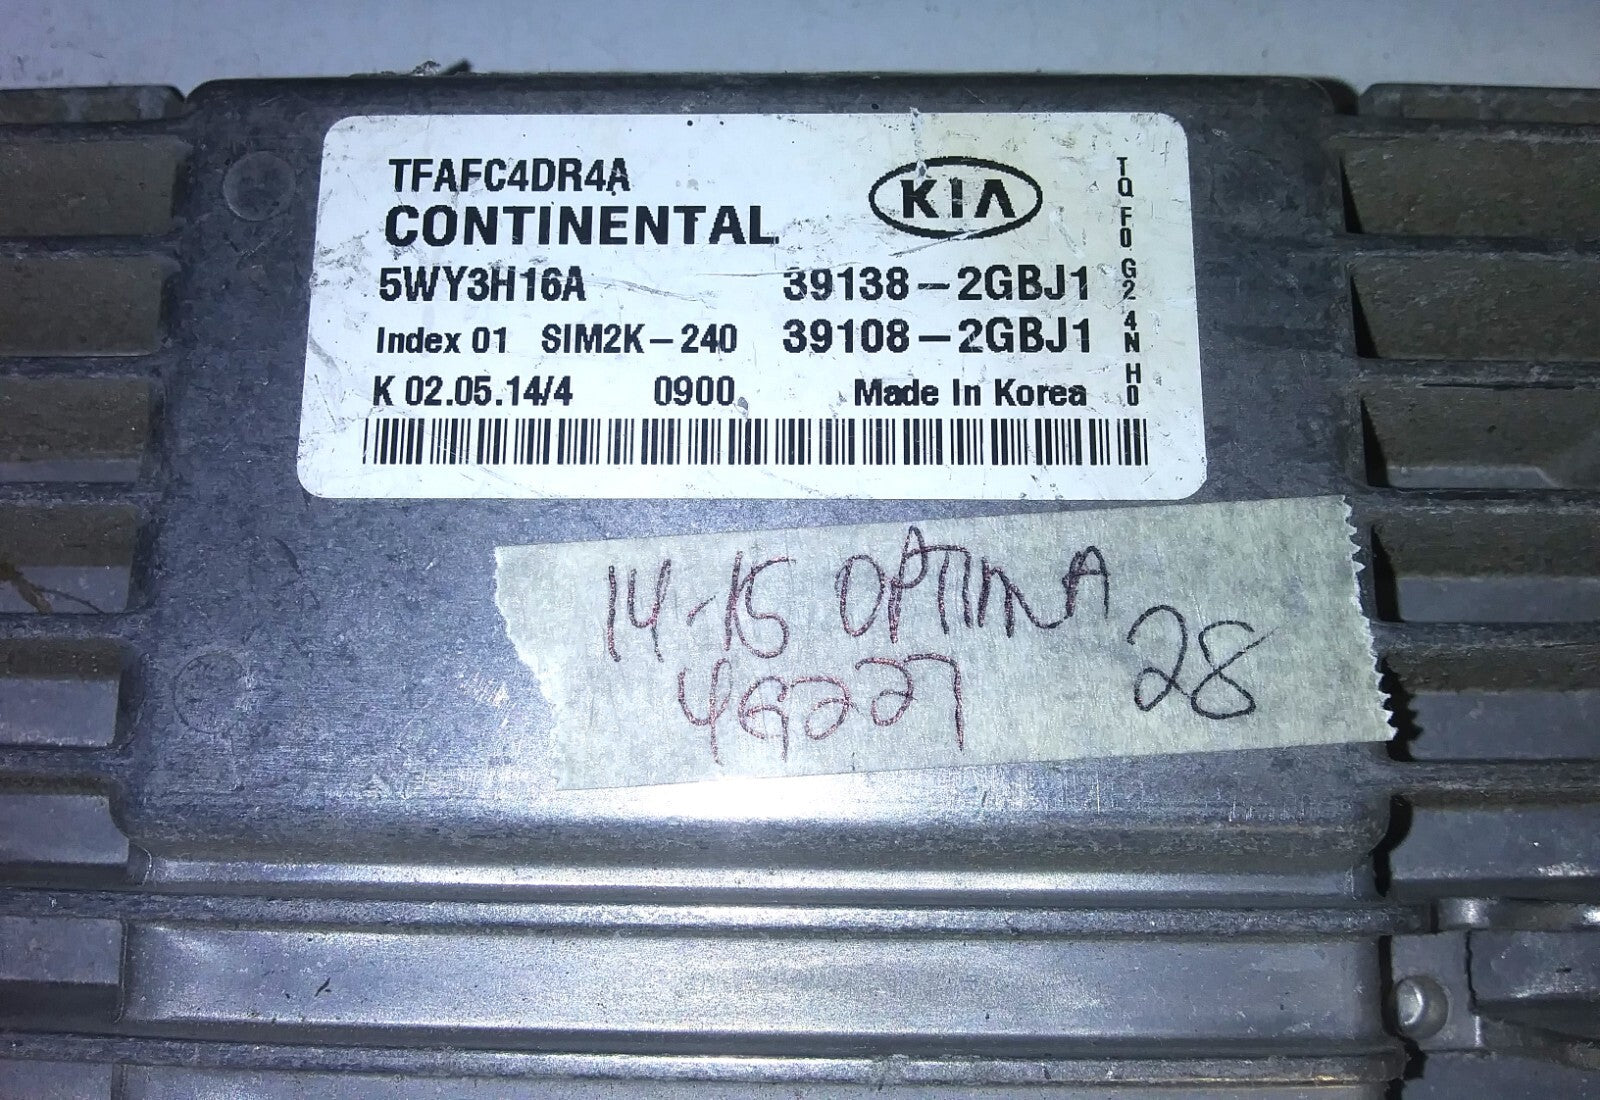 TFAFC4DR4A
CONTINENTAL
KIA
5WY3H16A 39138-2GBJ1
Index 01 SIM2K-240 39108-2GBJ1
K 02.05.14/4 0900 Made In Korea
TQ F0 G2 4N H0
14-15 OPTIMA
4G227 28